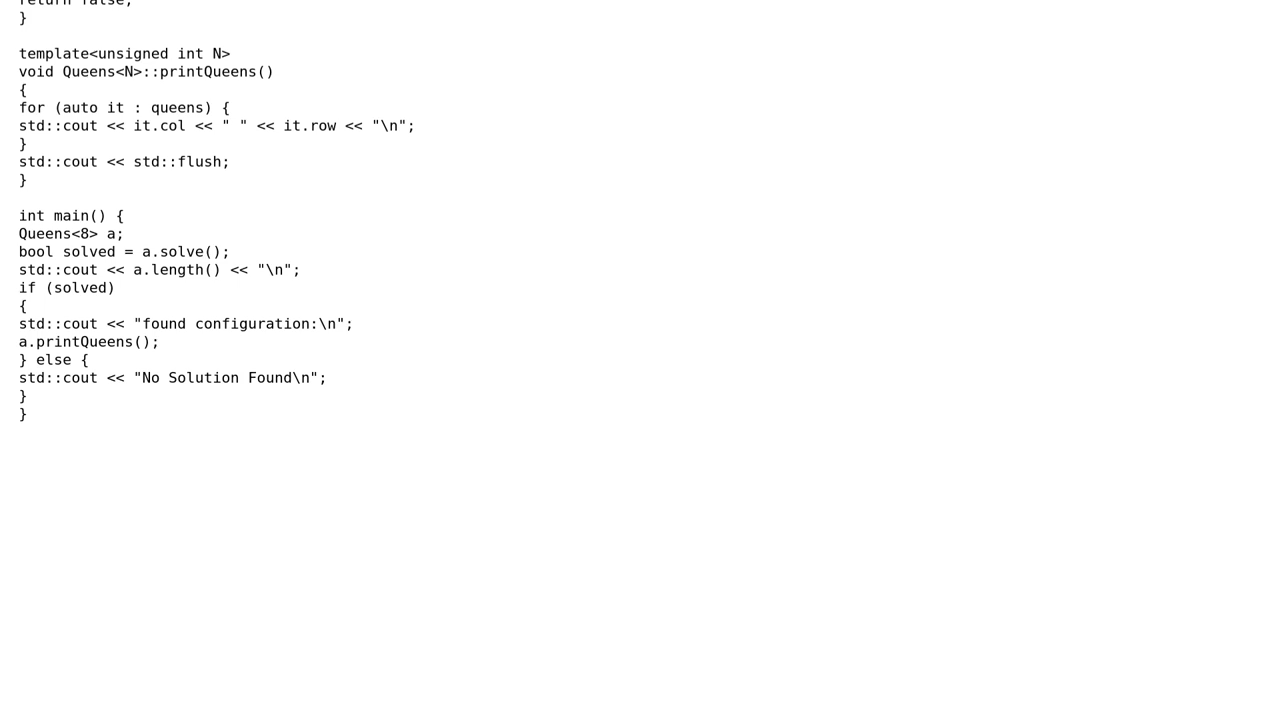 return false;
}

template<unsigned int N>
void Queens<N>::printQueens()
{
for (auto it : queens) {
std::cout << it.col << " " << it.row << "\n";
}
std::cout << std::flush;
}

int main() {
Queens<8> a;
bool solved = a.solve();
std::cout << a.length() << "\n";
if (solved)
{
std::cout << "found configuration:\n";
a.printQueens();
} else {
std::cout << "No Solution Found\n";
}
}